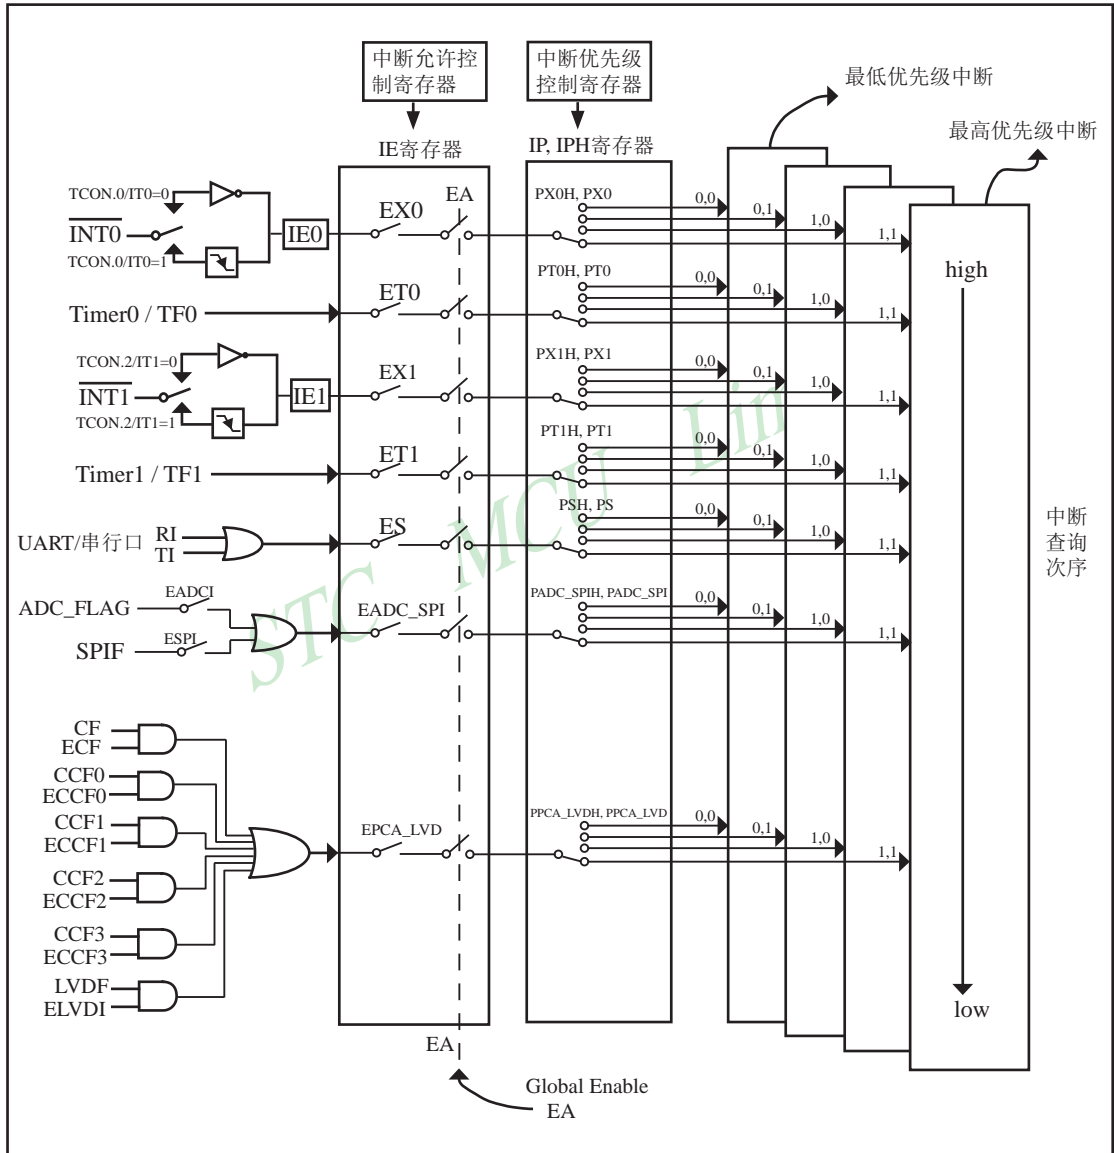 中断允许控
制寄存器
中断优先级
控制寄存器
最低优先级中断
最高优先级中断
IE寄存器
IP, IPH寄存器
TCON.0/IT0=0
INT0
TCON.0/IT0=1
IE0
EX0
EA
PX0H, PX0
0,0
0,1
1,0
1,1
high
Timer0 / TF0
ET0
PT0H, PT0
0,0
0,1
1,0
1,1
TCON.2/IT1=0
INT1
TCON.2/IT1=1
IE1
EX1
PX1H, PX1
0,0
0,1
1,0
1,1
Timer1 / TF1
ET1
PT1H, PT1
0,0
0,1
1,0
1,1
UART/串行口
RI
TI
ES
PSH, PS
0,0
0,1
1,0
1,1
中断
查询
次序
ADC_FLAG
EADCI
SPIF
ESPI
EADC_SPI
PADC_SPIH, PADC_SPI
0,0
0,1
1,0
1,1
STC MCU Lim
CF
ECF
CCF0
ECCF0
CCF1
ECCF1
CCF2
ECCF2
CCF3
ECCF3
LVDF
ELVDI
EPCA_LVD
PPCA_LVDH, PPCA_LVD
0,0
0,1
1,0
1,1
low
EA
Global Enable
EA